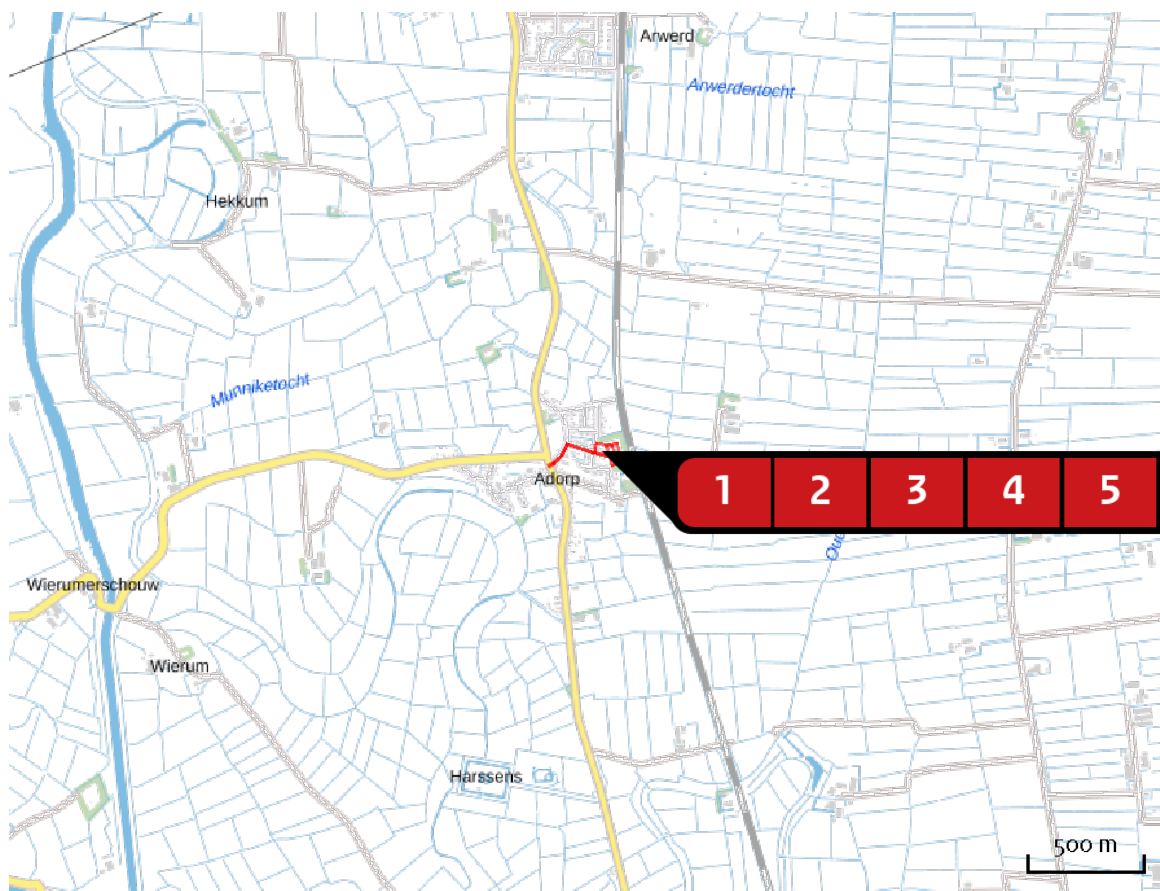 Arwerd
Arwerdertocht
Hekkum
Munniketocht
1 2 3 4 5
Adorp
Wierumerschouw
Wierum
Harssens
500 m